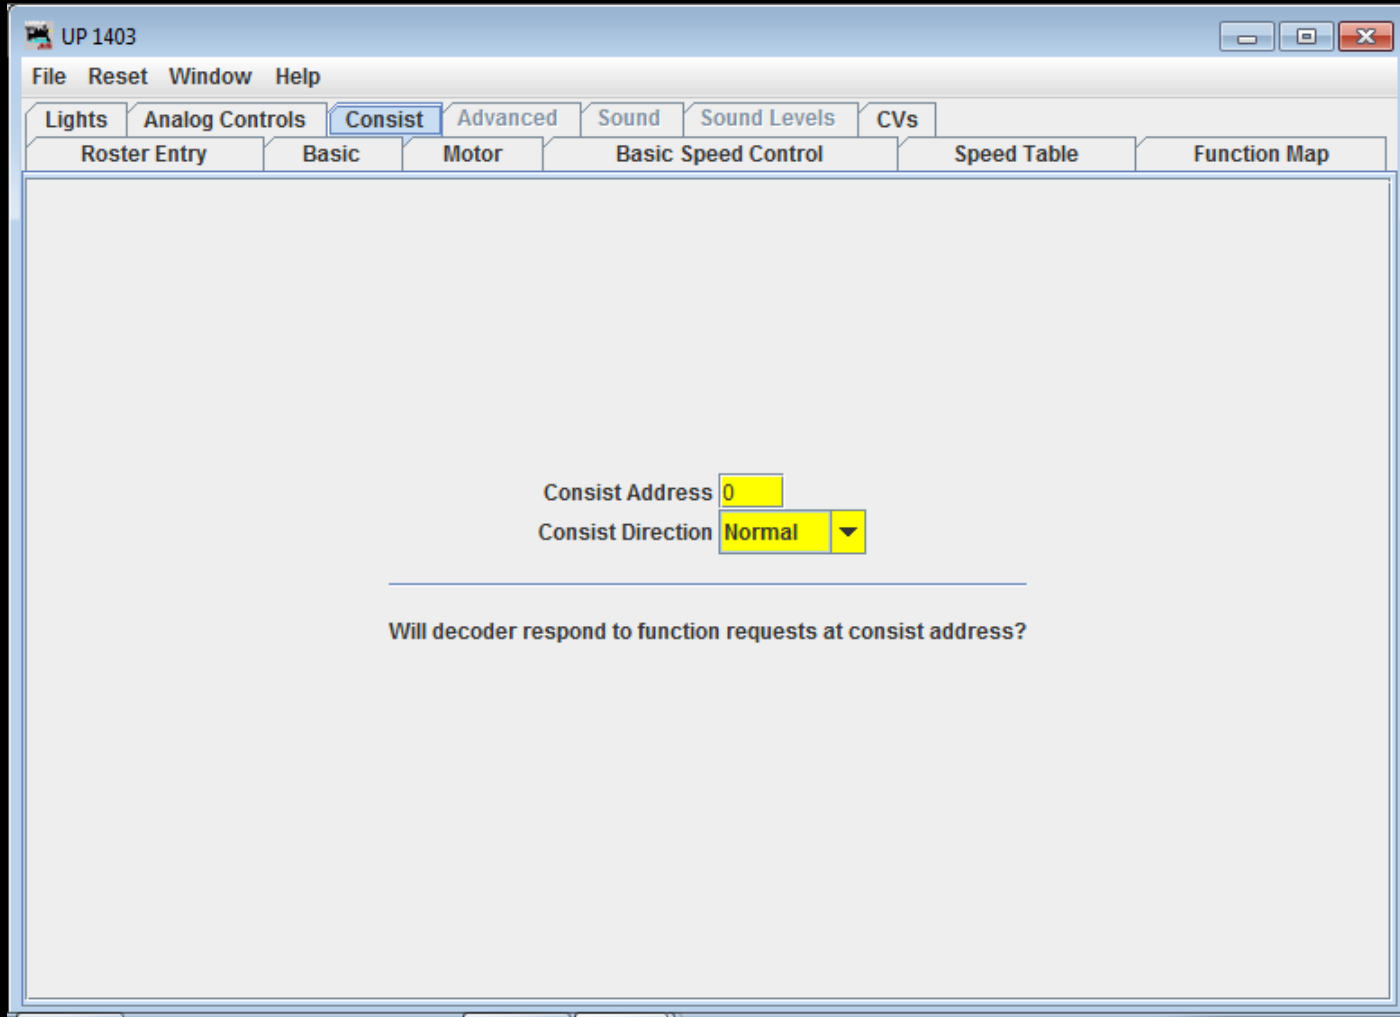 UP 1403
File Reset Window Help
Lights Analog Controls Consist Advanced Sound Sound Levels CVs
Roster Entry Basic Motor Basic Speed Control Speed Table Function Map
Consist Address 0
Consist Direction Normal
Will decoder respond to function requests at consist address?